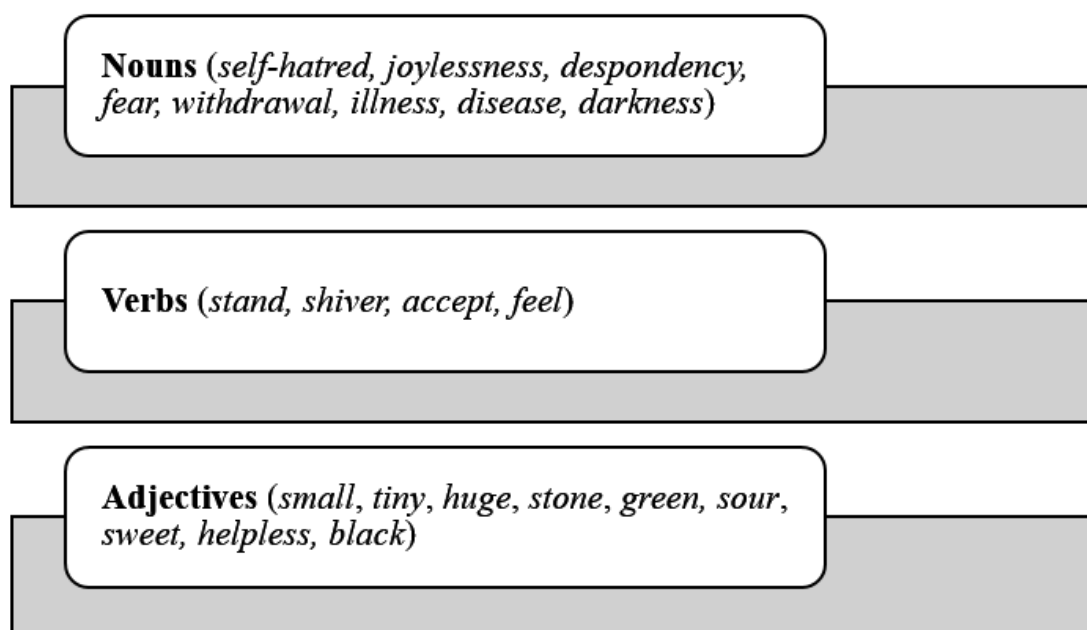 Nouns (self-hatred, joylessness, despondency,
fear, withdrawal, illness, disease, darkness)
Verbs (stand, shiver, accept, feel)
Adjectives (small, tiny, huge, stone, green, sour,
sweet, helpless, black)